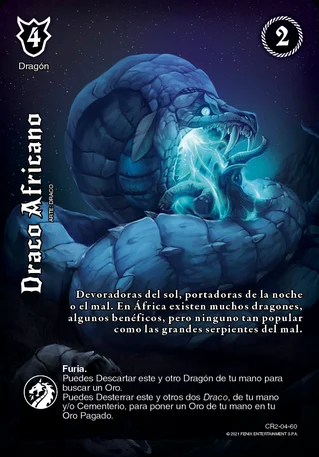 4
2
Dragón
Draco Africano
ARTE: DRACO
Devoradoras del sol, portadoras de la noche
o el mal. En África existen muchos dragones,
algunos benéficos, pero ninguno tan popular
como las grandes serpientes del mal.
Furia.
Puedes Descartar este y otro Dragón de tu mano para
buscar un Oro.
Puedes Desterrar este y otros dos Draco, de tu mano
y/o Cementerio, para poner un Oro de tu mano en tu
Oro Pagado.
CR2-04-60
© 2021 FENIX ENTERTAINMENT S.P.A.